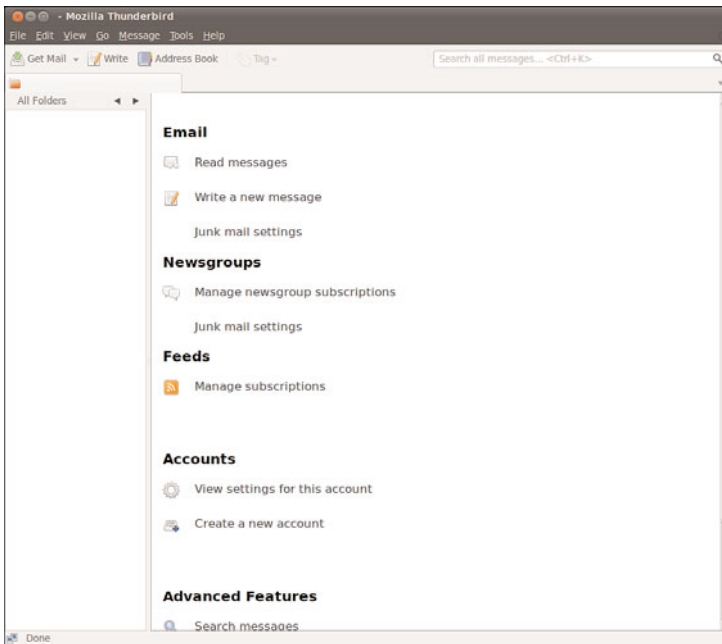 - Mozilla Thunderbird
File Edit View Go Message Tools Help
Get Mail Write Address Book Tag Search all messages... <Ctrl+K>
All Folders
Email
Read messages
Write a new message
Junk mail settings
Newsgroups
Manage newsgroup subscriptions
Junk mail settings
Feeds
Manage subscriptions
Accounts
View settings for this account
Create a new account
Advanced Features
Search messages
Done